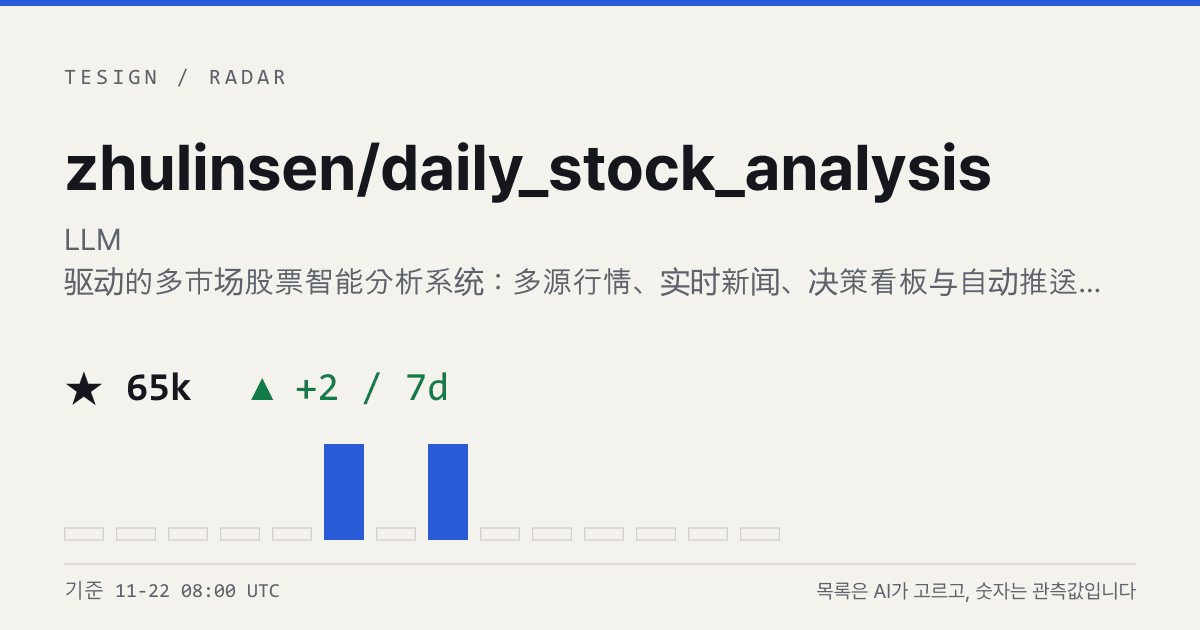 TESIGN / RADAR
zhulinsen/daily_stock_analysis
LLM
驱动的多市场股票智能分析系统：多源行情、实时新闻、决策看板与自动推送…
★ 65k ▲ +2 / 7d
기준 11-22 08:00 UTC
목록은 AI가 고르고, 숫자는 관측값입니다